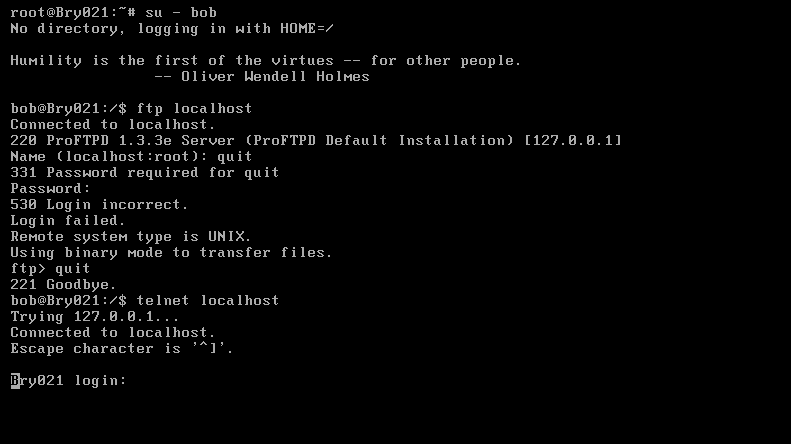 root@Bry021:~# su - bob
No directory, logging in with HOME=/
Humility is the first of the virtues -- for other people.
-- Oliver Wendell Holmes
bob@Bry021:/$ ftp localhost
Connected to localhost.
220 ProFTPD 1.3.3e Server (ProFTPD Default Installation) [127.0.0.1]
Name (localhost:root): quit
331 Password required for quit
Password:
530 Login incorrect.
Login failed.
Remote system type is UNIX.
Using binary mode to transfer files.
ftp> quit
221 Goodbye.
bob@Bry021:/$ telnet localhost
Trying 127.0.0.1...
Connected to localhost.
Escape character is '^]'.
Bry021 login: